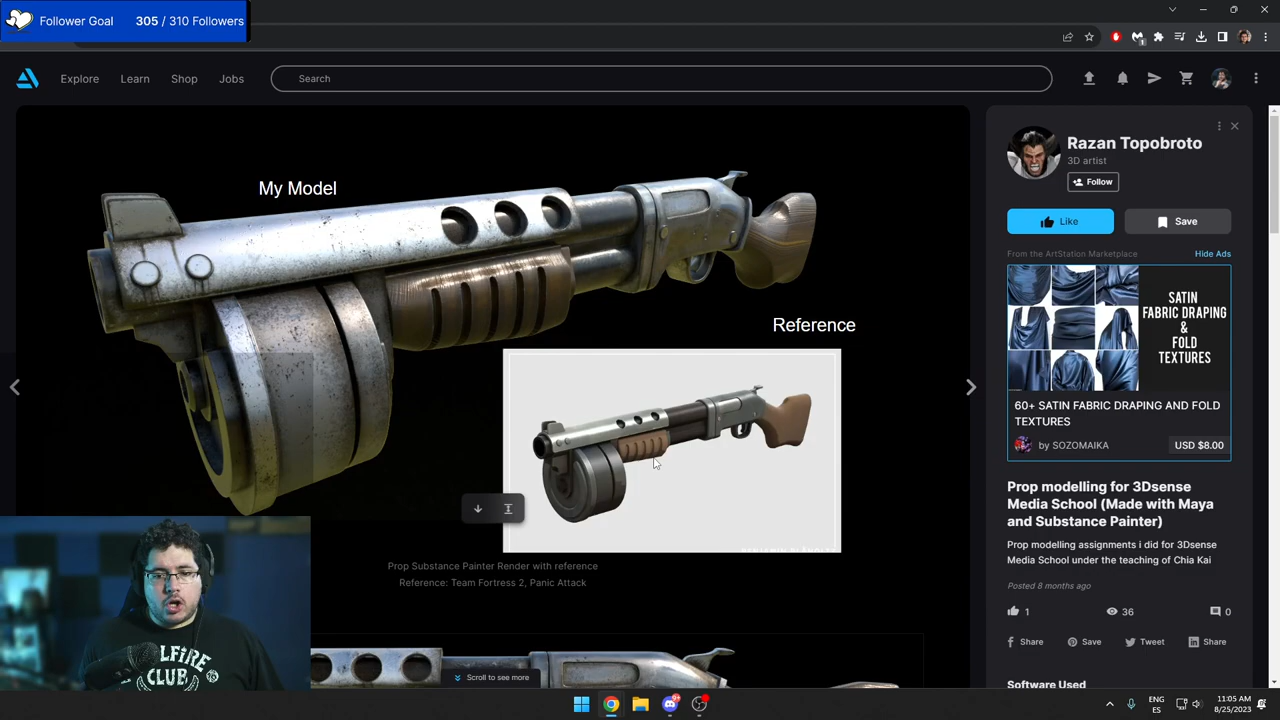 Follower Goal 305 / 310 Followers
Explore Learn Shop Jobs Search
My Model
Reference
Prop Substance Painter Render with reference
Reference: Team Fortress 2, Panic Attack
Scroll to see more
Razan Topobroto
3D artist
Follow
Like Save
From the ArtStation Marketplace Hide Ads
SATIN
FABRIC DRAPING
&
FOLD
TEXTURES
60+ SATIN FABRIC DRAPING AND FOLD
TEXTURES
by SOZOMAIKA USD $8.00
Prop modelling for 3Dsense
Media School (Made with Maya
and Substance Painter)
Prop modelling assignments i did for 3Dsense
Media School under the teaching of Chia Kai
Posted 8 months ago
1 36 0
Share Save Tweet Share
Software Used
LFIRE
CLUB
ENG
ES
11:05 AM
8/25/2023